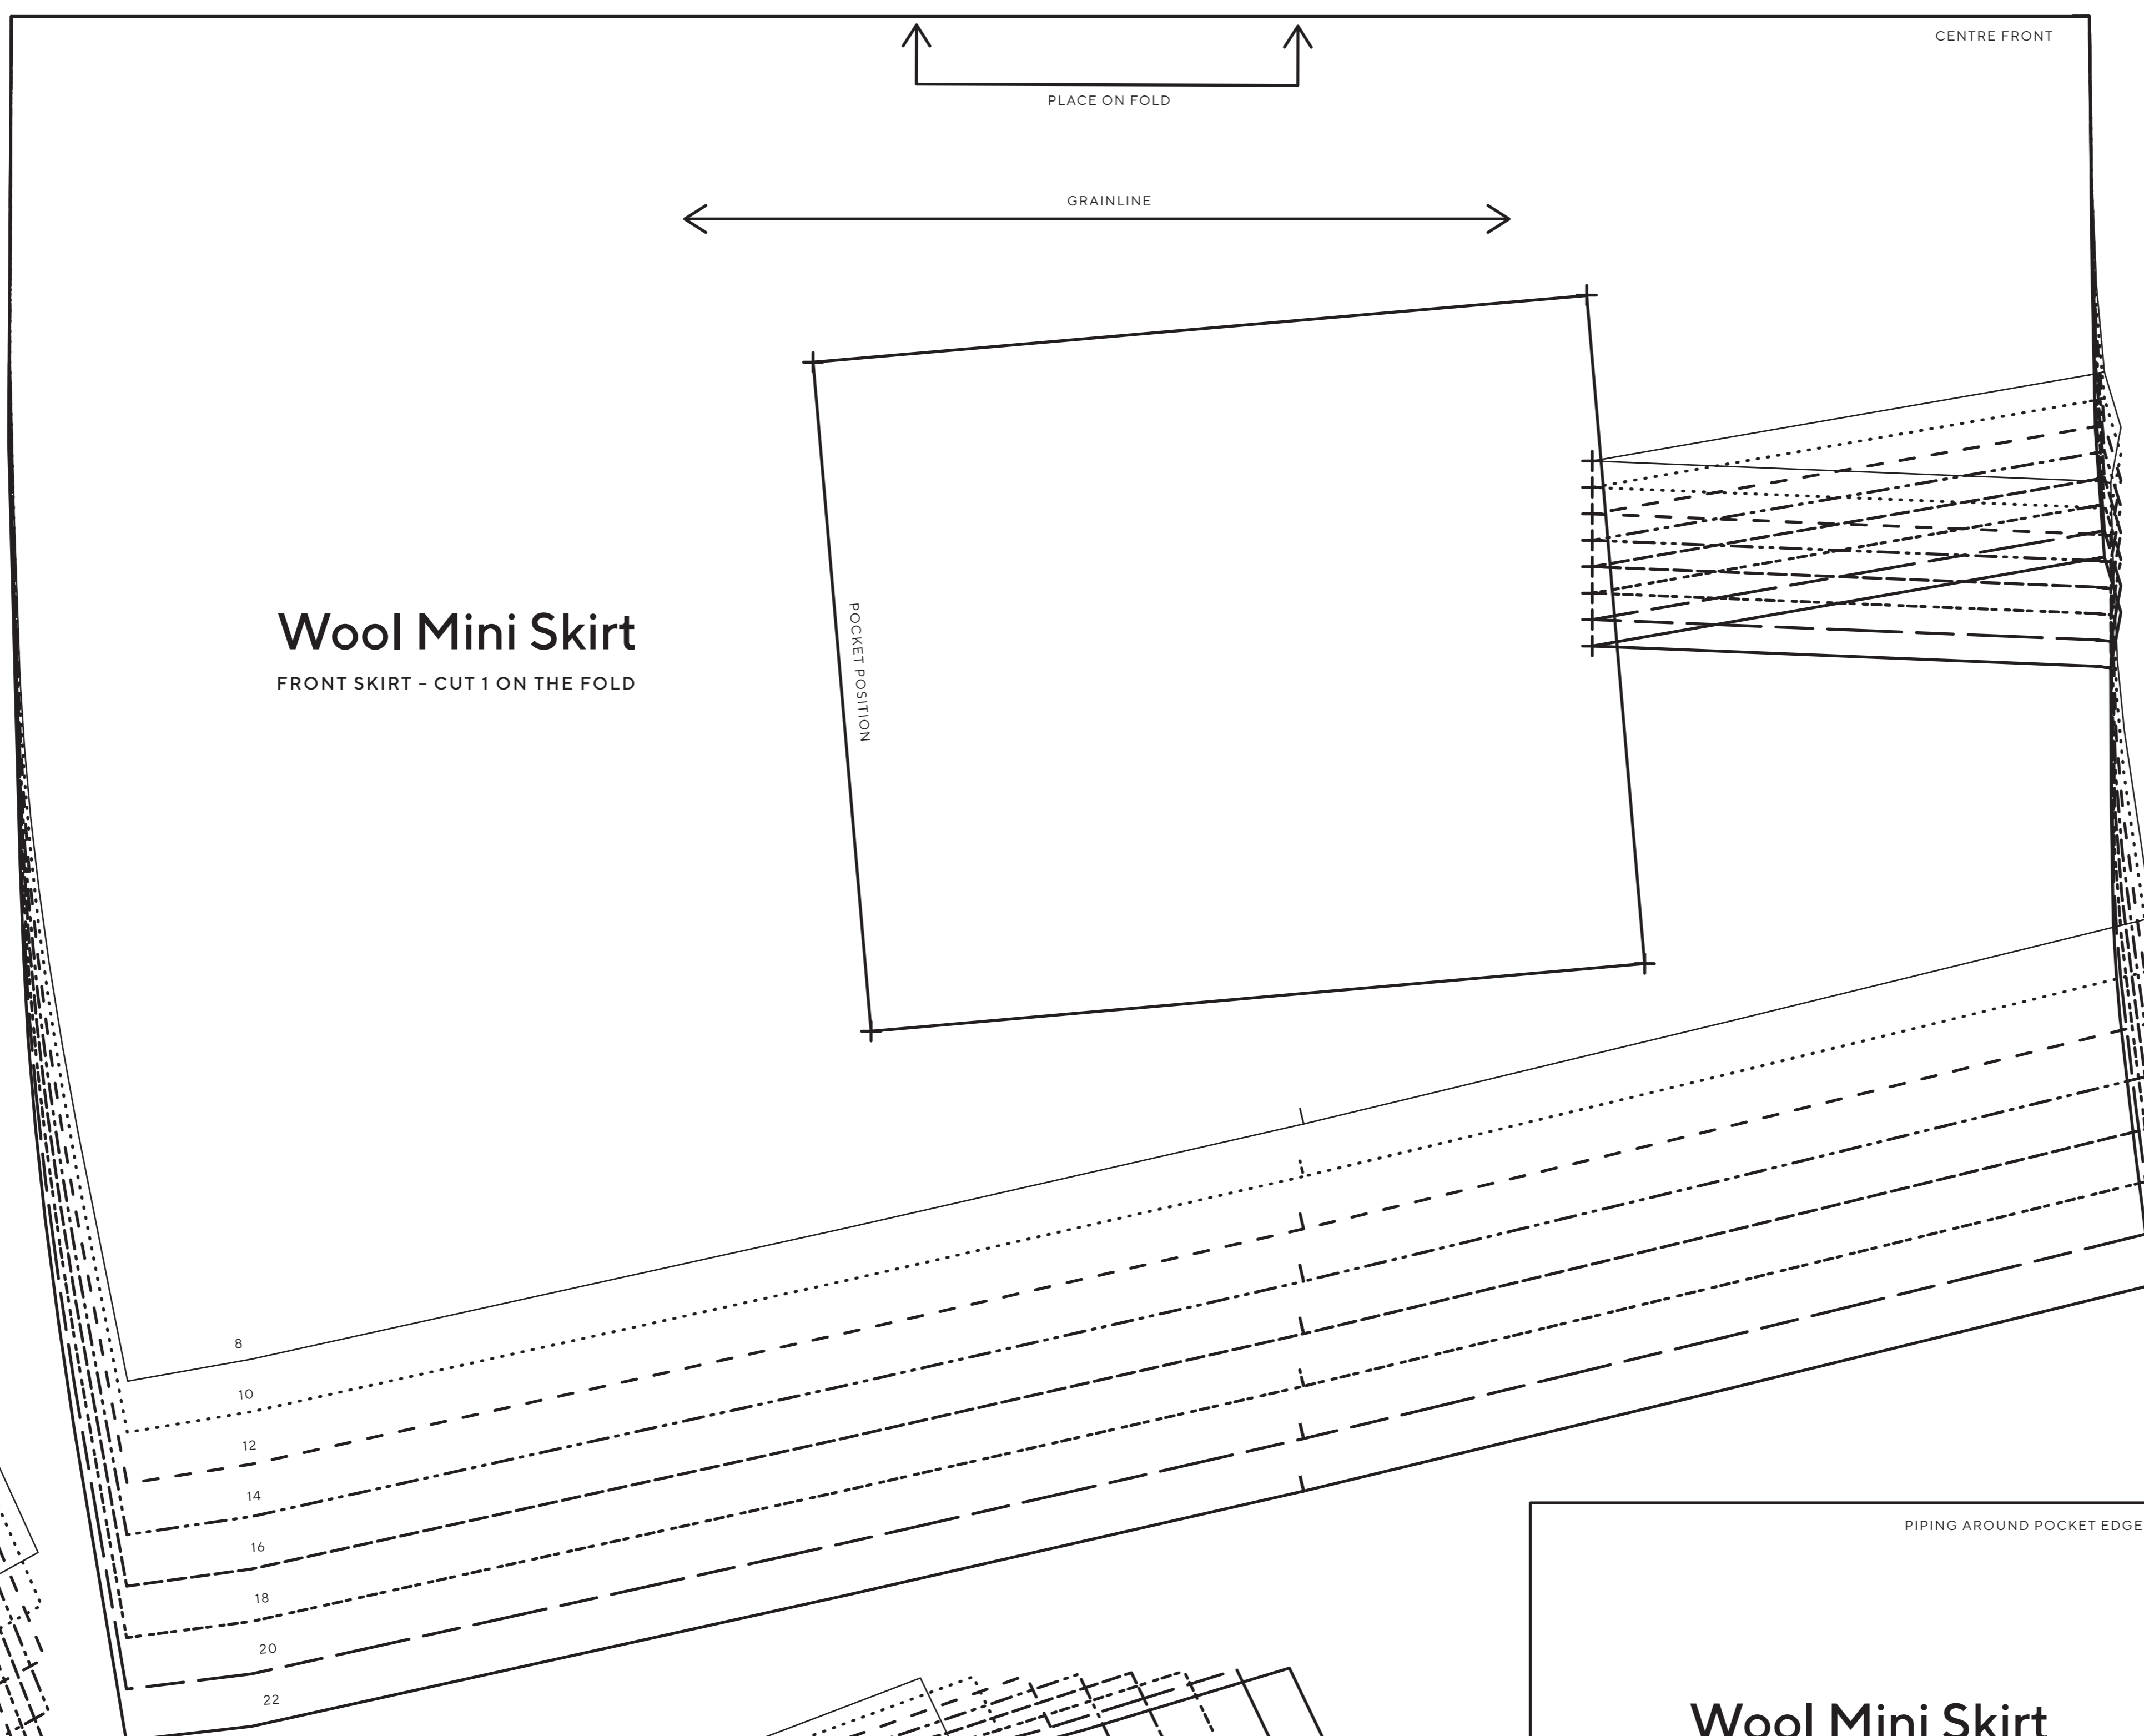 CENTRE FRONT
PLACE ON FOLD
GRAINLINE
Wool Mini Skirt
FRONT SKIRT – CUT 1 ON THE FOLD
POCKET POSITION
8
10
12
14
16
18
20
22
PIPING AROUND POCKET EDGE
Wool Mini Skirt